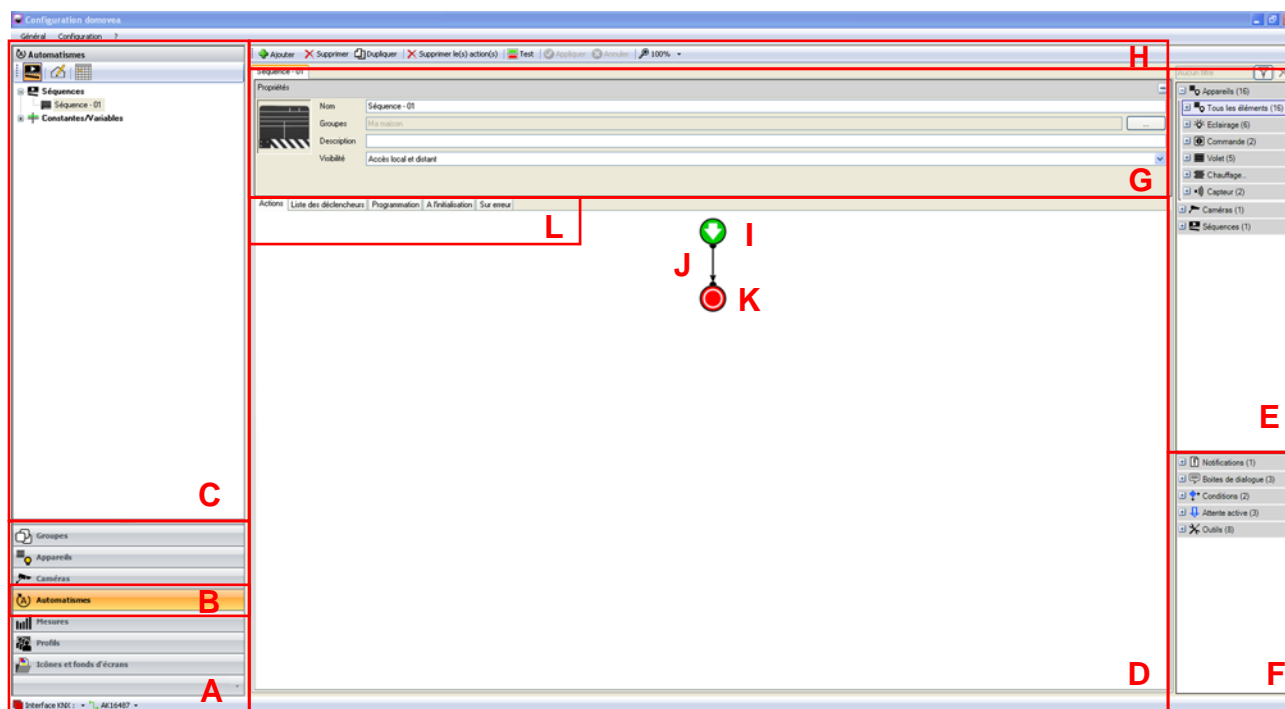 Configuration domovea
Général Configuration ?
Automatismes
Séquences
Séquence - 01
Constantes/Variables
C
Groupes
Appareils
Caméras
Automatismes
B
Mesures
Profils
Icônes et fonds d'écrans
A
Interface KNX : AK16487
Ajouter Supprimer Dupliquer Supprimer le(s) action(s) Test Appliquer Annuler 100%
H
Séquence - 01
Propriétés
Nom Séquence - 01
Groupes Ma maison ...
Description
Visibilité Accès local et distant
G
Actions Liste des déclencheurs Programmation A l'initialisation Sur erreur
L
I
J
K
D
Aucun filtre
Appareils (16)
Tous les éléments (16)
Eclairage (6)
Commande (2)
Volet (5)
Chauffage...
Capteur (2)
Caméras (1)
Séquences (1)
E
Notifications (1)
Boites de dialogue (3)
Conditions (2)
Attente active (3)
Outils (8)
F